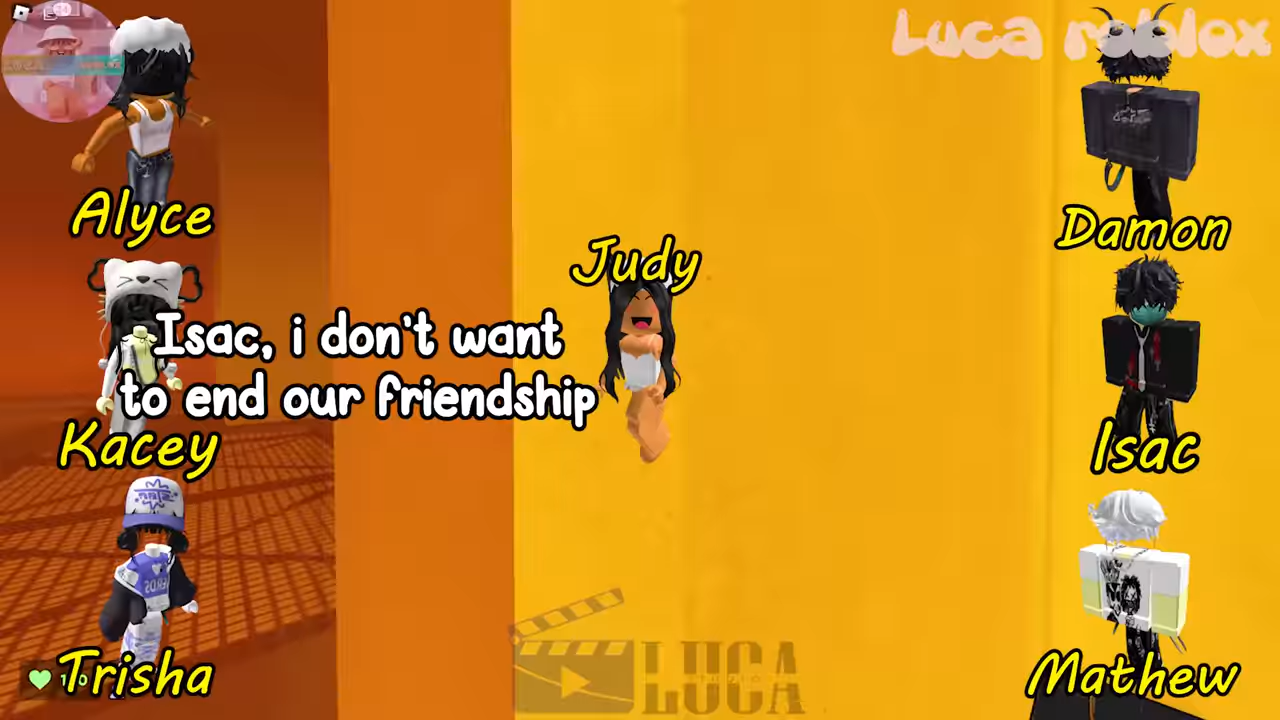 Luca roblox
Alyce
Damon
Judy
Isac, i don't want
to end our friendship
Kacey
Isac
Trisha
Mathew
LUCA